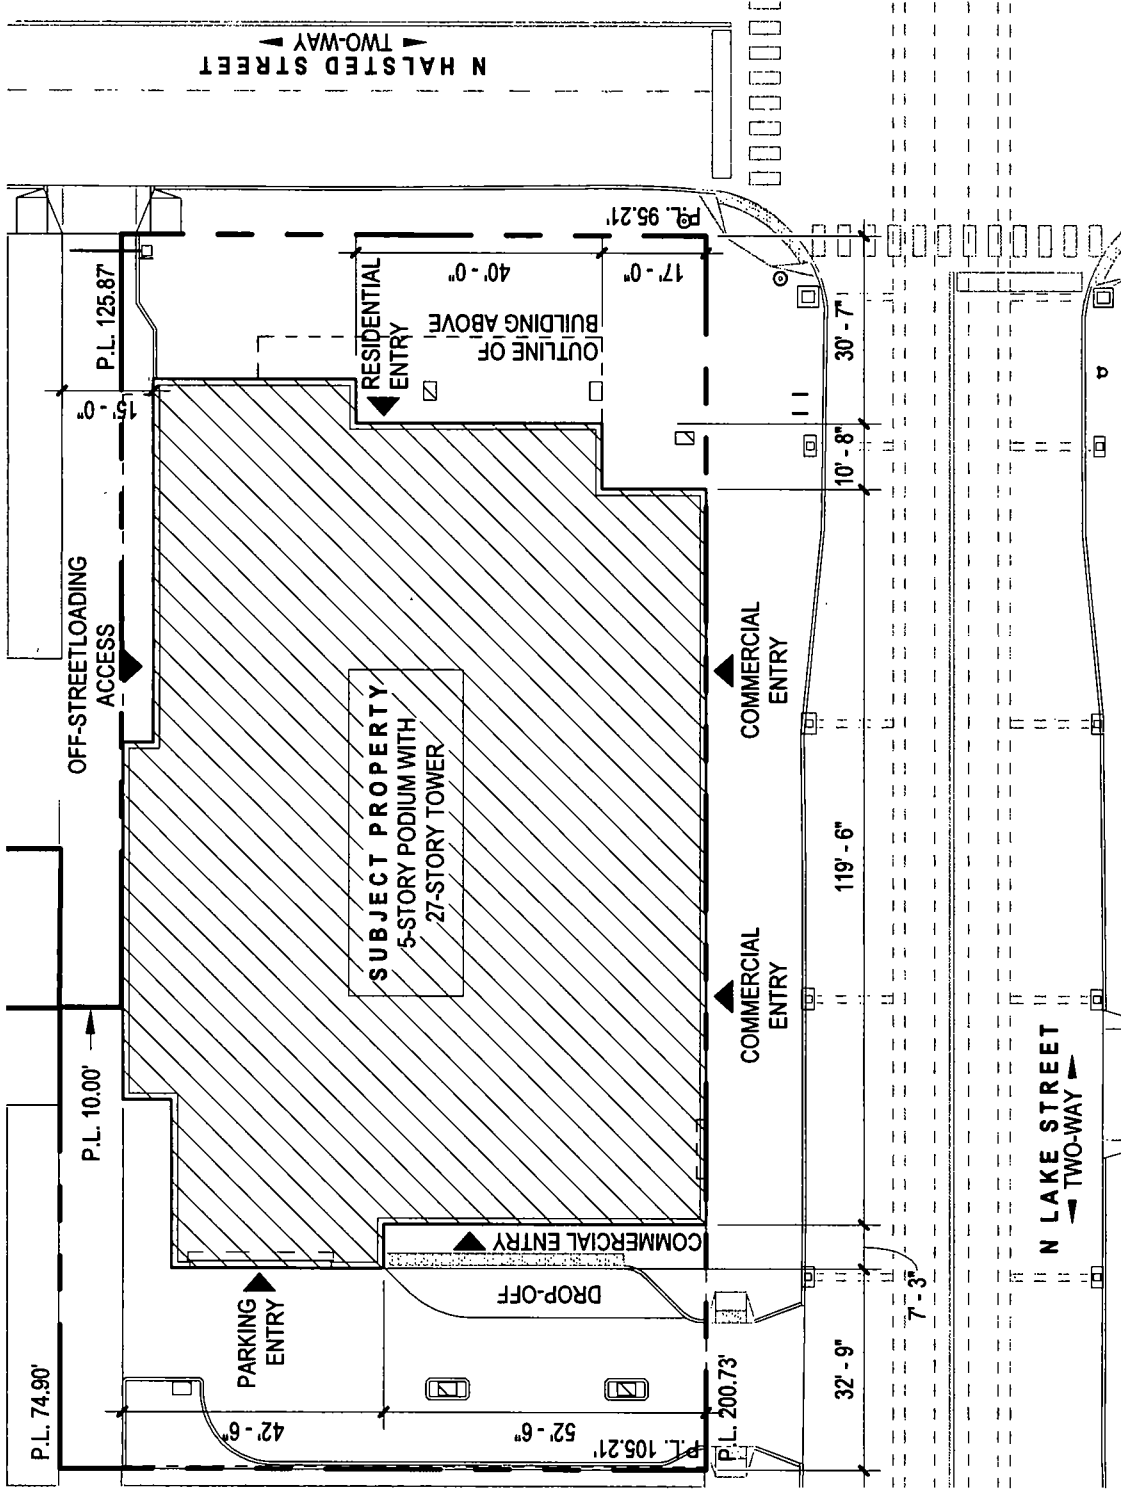 N HALSTED STREET
TWO-WAY
P.L. 95.21'
P.L. 125.87'
15' - 0"
RESIDENTIAL
ENTRY
40' - 0"
17' - 0"
OUTLINE OF
BUILDING ABOVE
30' - 7"
10' - 8"
OFF-STREETLOADING
ACCESS
COMMERCIAL
ENTRY
SUBJECT PROPERTY
5-STORY PODIUM WITH
27-STORY TOWER
119' - 6"
COMMERCIAL
ENTRY
P.L. 10.00'
N LAKE STREET
TWO-WAY
COMMERCIAL ENTRY
DROP-OFF
PARKING
ENTRY
7' - 3"
32' - 9"
P.L. 74.90'
42' - 6"
52' - 6"
P.L. 105.21'
P.L. 200.73'